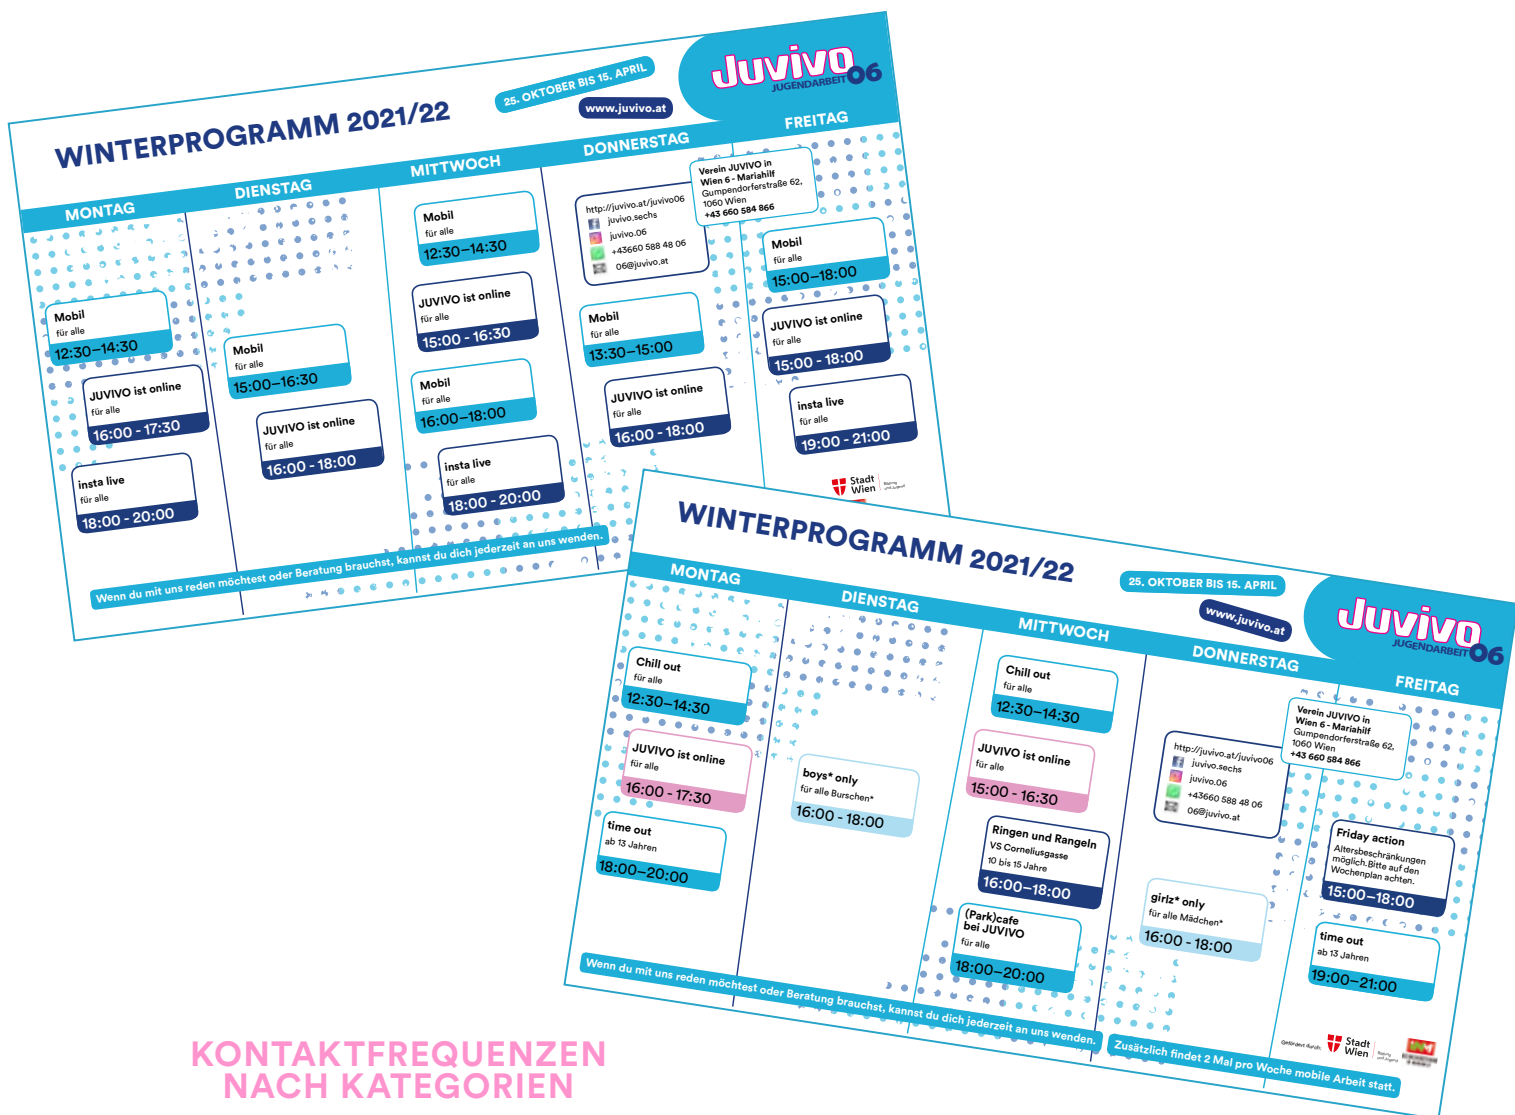 WINTERPROGRAMM 2021/22
25. OKTOBER BIS 15. APRIL
www.juvivo.at
Juvivo
JUGENDARBEIT 06
MONTAG
DIENSTAG
MITTWOCH
DONNERSTAG
FREITAG
Mobil
für alle
12:30–14:30
JUVIVO ist online
für alle
16:00 - 17:30
insta live
für alle
18:00 - 20:00
Mobil
für alle
15:00–16:30
JUVIVO ist online
für alle
16:00 - 18:00
Mobil
für alle
12:30–14:30
JUVIVO ist online
für alle
15:00 - 16:30
Mobil
für alle
16:00–18:00
insta live
für alle
18:00 - 20:00
http://juvivo.at/juvivo06
juvivo.sechs
juvivo.06
+43660 588 48 06
06@juvivo.at
Mobil
für alle
13:30–15:00
JUVIVO ist online
für alle
16:00 - 18:00
Verein JUVIVO in
Wien 6 - Mariahilf
Gumpendorferstraße 62,
1060 Wien
+43 660 584 866
Mobil
für alle
15:00–18:00
JUVIVO ist online
für alle
15:00 - 18:00
insta live
für alle
19:00 - 21:00
Stadt
Wien
Bildung
und Jugend
Wenn du mit uns reden möchtest oder Beratung brauchst, kannst du dich jederzeit an uns wenden.
WINTERPROGRAMM 2021/22
25. OKTOBER BIS 15. APRIL
www.juvivo.at
Juvivo
JUGENDARBEIT 06
MONTAG
DIENSTAG
MITTWOCH
DONNERSTAG
FREITAG
Chill out
für alle
12:30–14:30
JUVIVO ist online
für alle
16:00 - 17:30
time out
ab 13 Jahren
18:00–20:00
boys* only
für alle Burschen*
16:00 - 18:00
Chill out
für alle
12:30–14:30
JUVIVO ist online
für alle
15:00 - 16:30
Ringen und Rangeln
VS Corneliusgasse
10 bis 15 Jahre
16:00–18:00
(Park)cafe
bei JUVIVO
für alle
18:00–20:00
http://juvivo.at/juvivo06
juvivo.sechs
juvivo.06
+43660 588 48 06
06@juvivo.at
girlz* only
für alle Mädchen*
16:00 - 18:00
Verein JUVIVO in
Wien 6 - Mariahilf
Gumpendorferstraße 62,
1060 Wien
+43 660 584 866
Friday action
Altersbeschränkungen
möglich.Bitte auf den
Wochenplan achten.
15:00–18:00
time out
ab 13 Jahren
19:00–21:00
Gefördert durch:
Stadt
Wien
Bildung
und Jugend
Wenn du mit uns reden möchtest oder Beratung brauchst, kannst du dich jederzeit an uns wenden.
Zusätzlich findet 2 Mal pro Woche mobile Arbeit statt.
KONTAKTFREQUENZEN
NACH KATEGORIEN